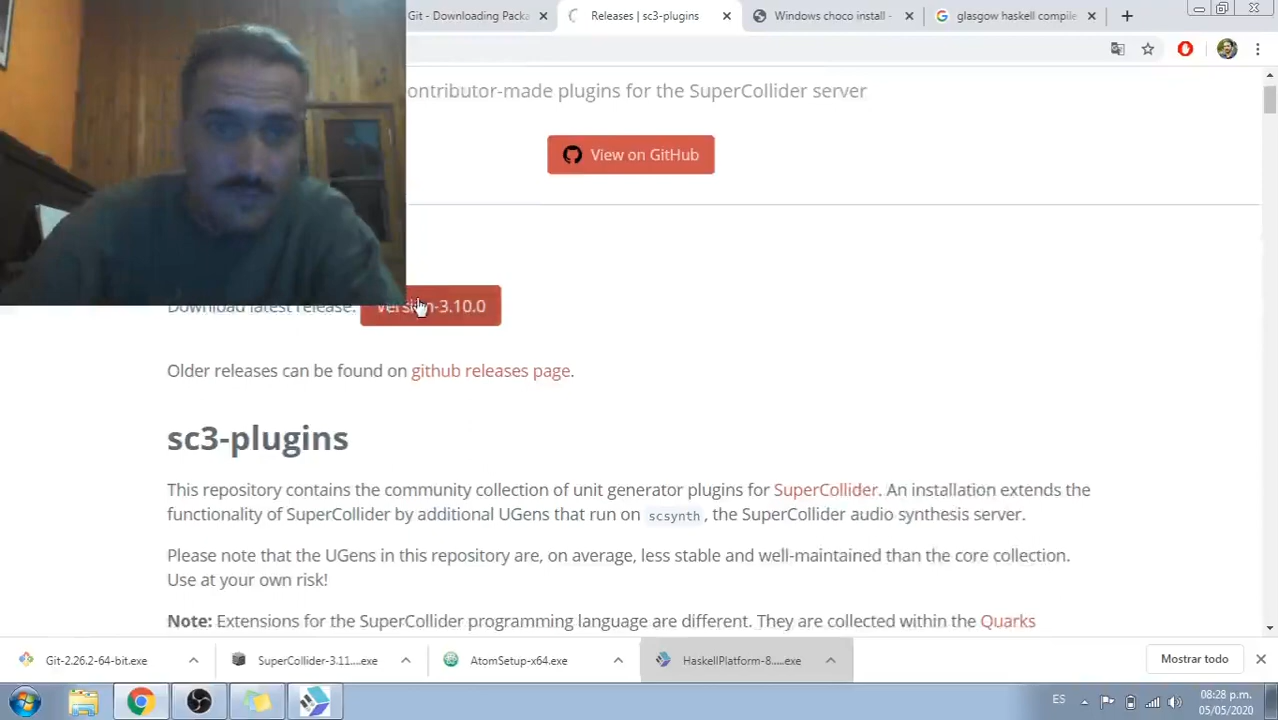 Git - Downloading Packa
Releases | sc3-plugins
Windows choco install -
glasgow haskell compile
ontributor-made plugins for the SuperCollider server
View on GitHub
Download latest release: Version-3.10.0
Older releases can be found on github releases page.
sc3-plugins
This repository contains the community collection of unit generator plugins for SuperCollider. An installation extends the
functionality of SuperCollider by additional UGens that run on scsynth, the SuperCollider audio synthesis server.
Please note that the UGens in this repository are, on average, less stable and well-maintained than the core collection.
Use at your own risk!
Note: Extensions for the SuperCollider programming language are different. They are collected within the Quarks
Git-2.26.2-64-bit.exe
SuperCollider-3.11....exe
AtomSetup-x64.exe
HaskellPlatform-8.....exe
Mostrar todo
ES
08:28 p.m.
05/05/2020